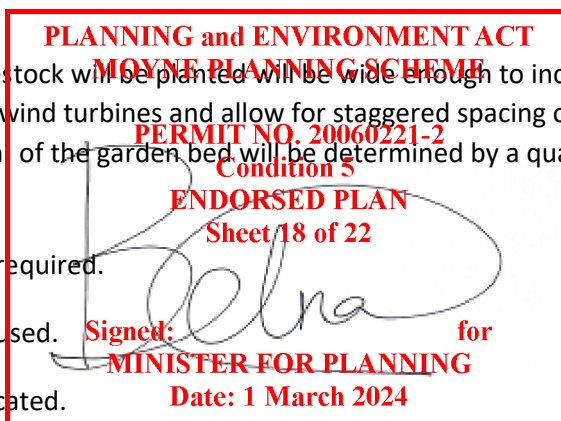 PLANNING and ENVIRONMENT ACT
stock will be planted will be wide enough to inc
MOYNE PLANNING SCHEME
wind turbines and allow for staggered spacing o
PERMIT NO. 20060221-2
of the garden bed will be determined by a qua
Condition 5
ENDORSED PLAN
Sheet 18 of 22
required.
used. Signed: for
MINISTER FOR PLANNING
cated. Date: 1 March 2024